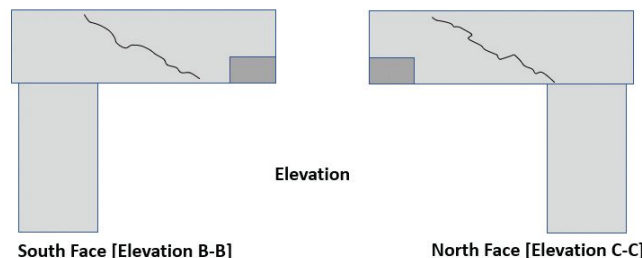 Elevation
South Face [Elevation B-B]
North Face [Elevation C-C]